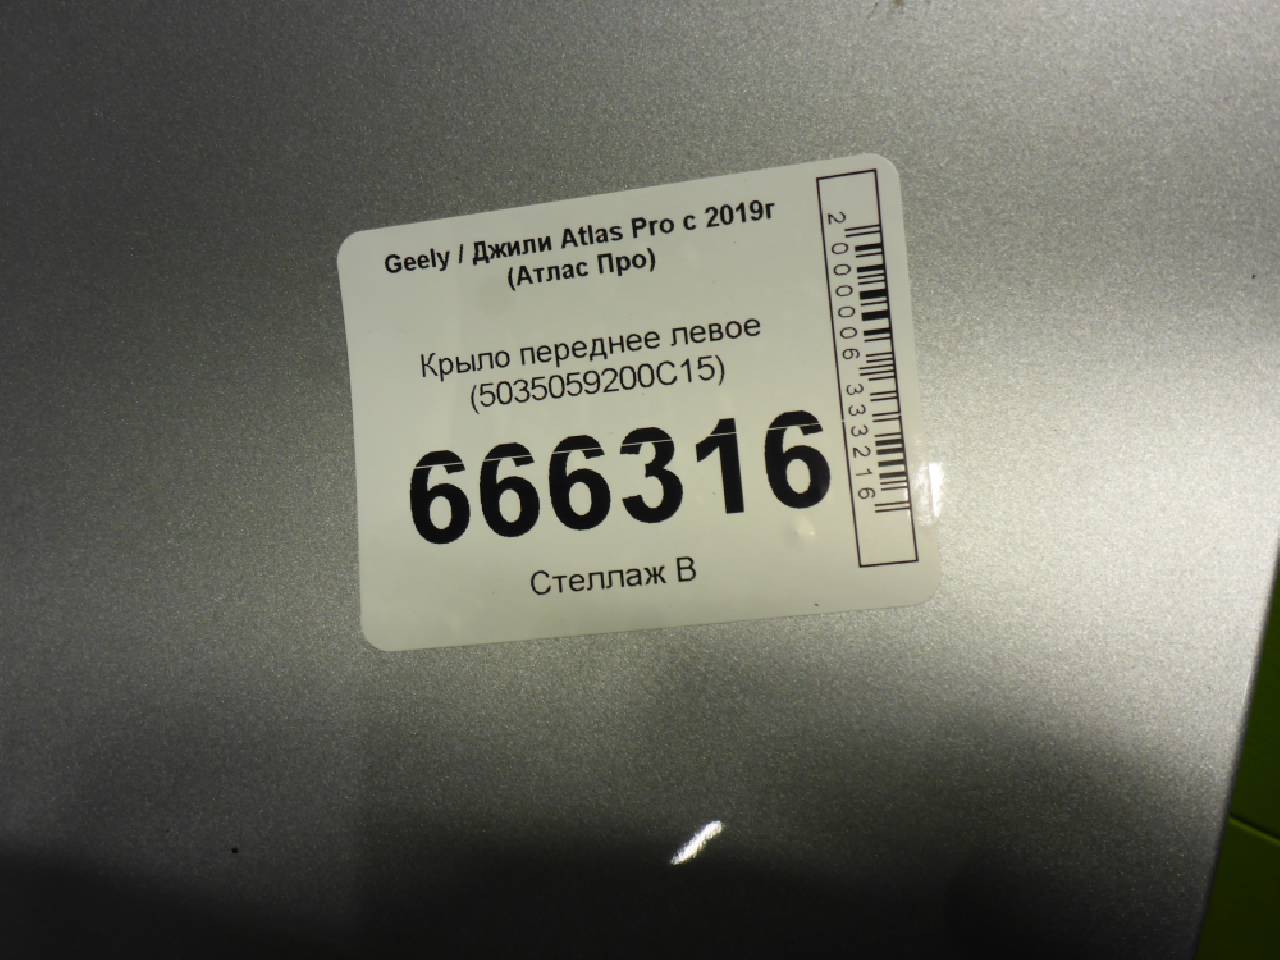 Geely / Джили Atlas Pro с 2019г
(Атлас Про)
Крыло переднее левое
(5035059200C15)
666316
Стеллаж В
2000006333216